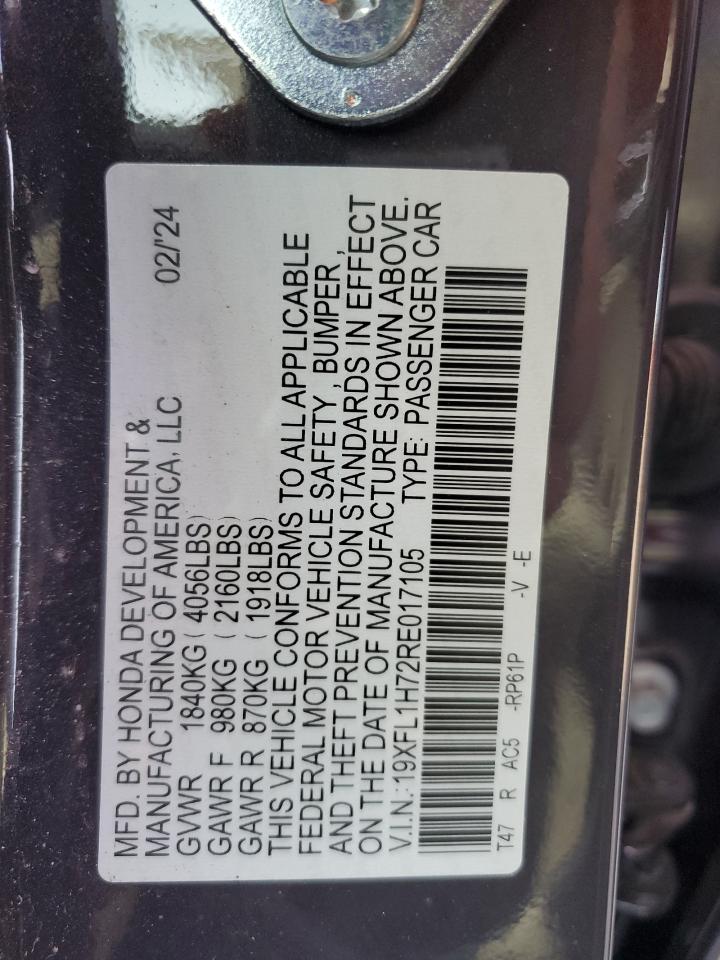 MFD. BY HONDA DEVELOPMENT &
MANUFACTURING OF AMERICA, LLC 02/'24
GVWR 1840KG (4056LBS)
GAWR F 980KG (2160LBS)
GAWR R 870KG (1918LBS)
THIS VEHICLE CONFORMS TO ALL APPLICABLE
FEDERAL MOTOR VEHICLE SAFETY, BUMPER,
AND THEFT PREVENTION STANDARDS IN EFFECT
ON THE DATE OF MANUFACTURE SHOWN ABOVE.
V.I.N.:19XFL1H72RE017105 TYPE: PASSENGER CAR
T47 R AC5 -RP61P -V -E